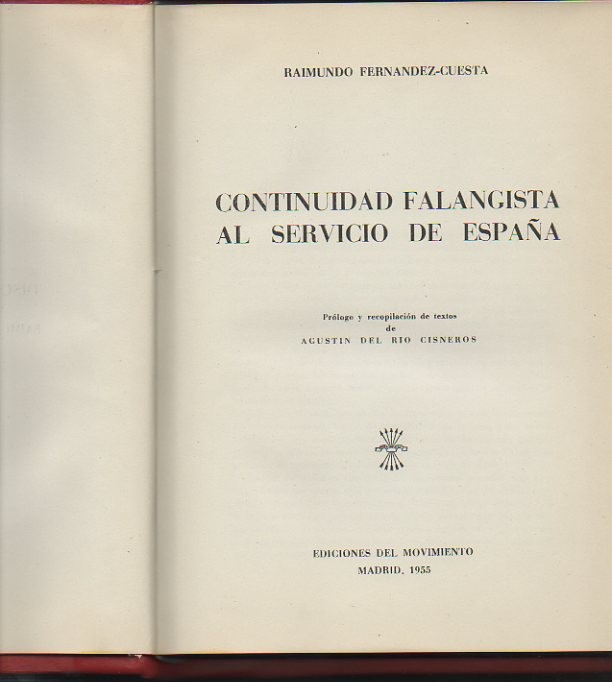 RAIMUNDO FERNANDEZ-CUESTA
CONTINUIDAD FALANGISTA
AL SERVICIO DE ESPAÑA
Prólogo y recopilación de textos
de
AGUSTIN DEL RIO CISNEROS
EDICIONES DEL MOVIMIENTO
MADRID, 1955